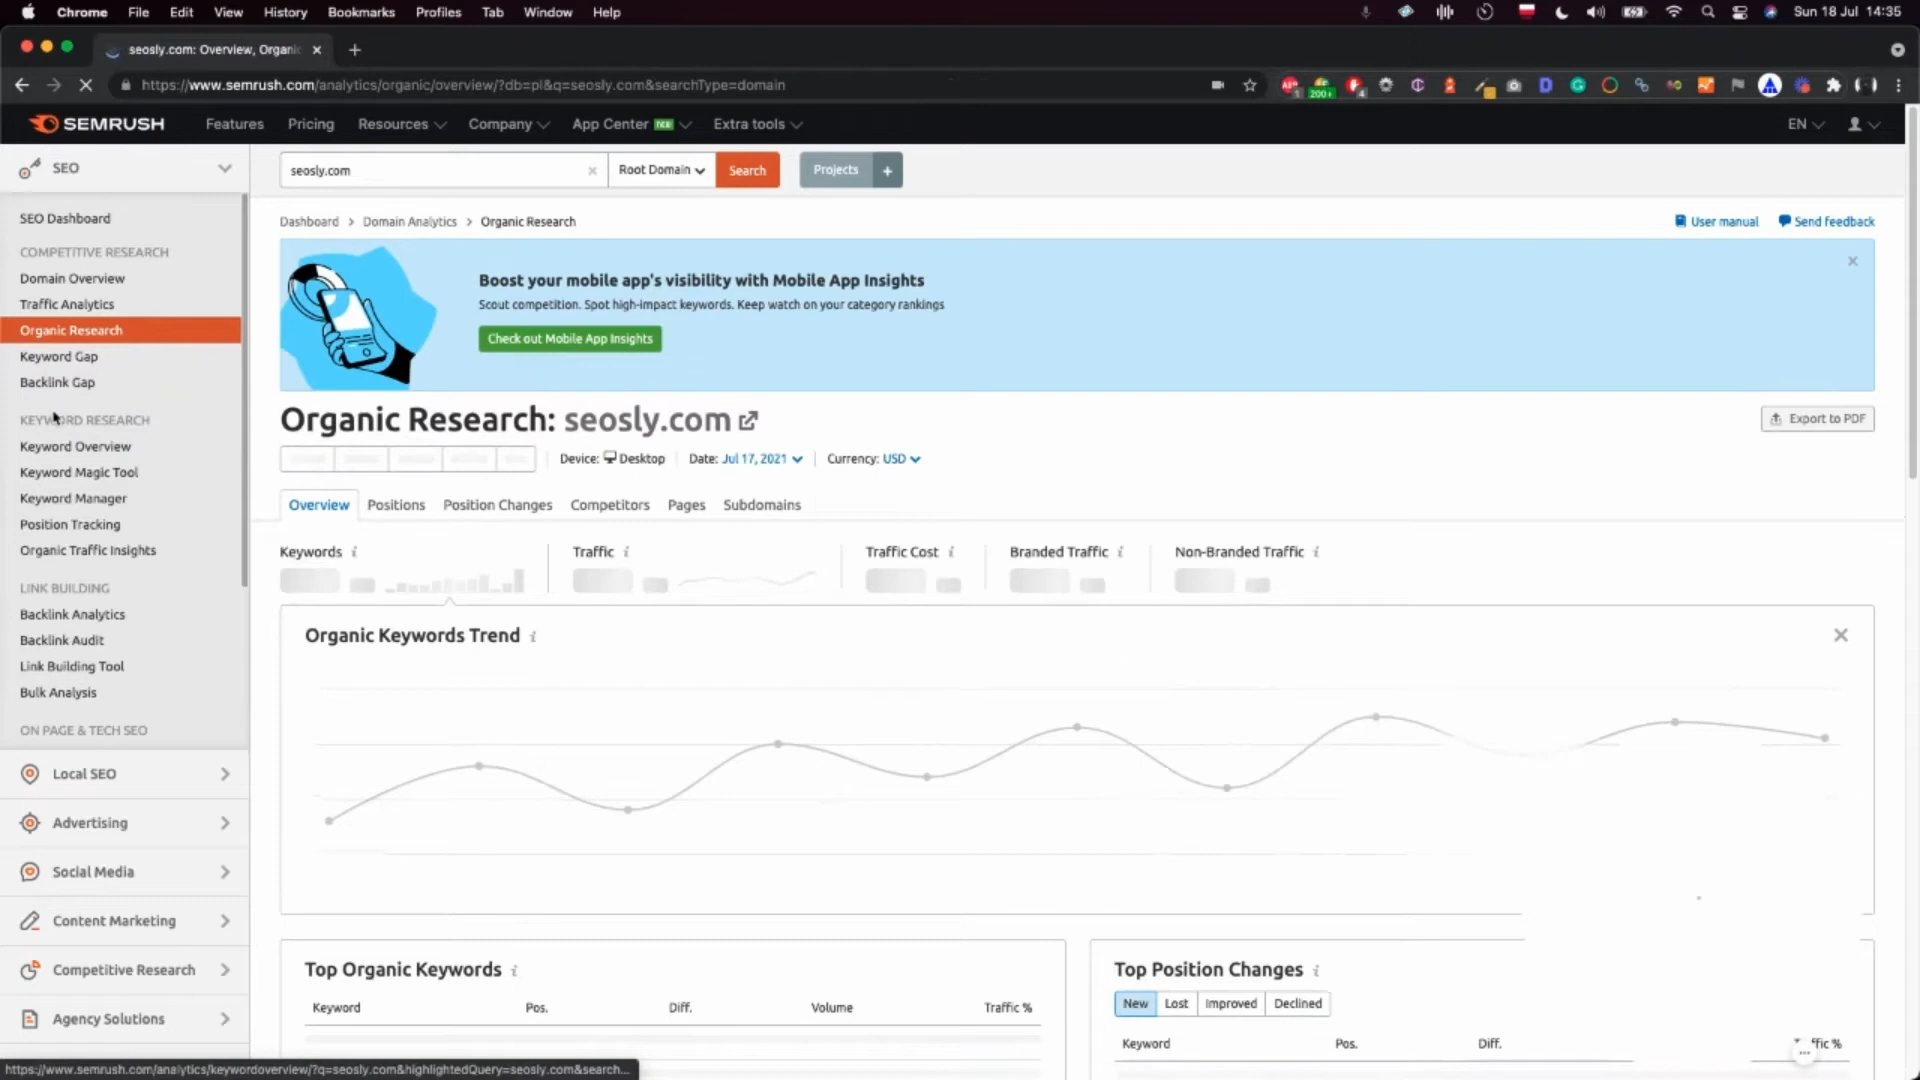 Chrome File Edit View History Bookmarks Profiles Tab Window Help Sun 18 Jul 14:35
seosly.com: Overview, Organic
https://www.semrush.com/analytics/organic/overview/?db=pl&q=seosly.com&searchType=domain
200+
SEMRUSH Features Pricing Resources Company App Center NEW Extra tools EN
SEO
seosly.com Root Domain Search Projects +
SEO Dashboard
COMPETITIVE RESEARCH
Domain Overview
Traffic Analytics
Organic Research
Keyword Gap
Backlink Gap
KEYWORD RESEARCH
Keyword Overview
Keyword Magic Tool
Keyword Manager
Position Tracking
Organic Traffic Insights
LINK BUILDING
Backlink Analytics
Backlink Audit
Link Building Tool
Bulk Analysis
ON PAGE & TECH SEO
Local SEO
Advertising
Social Media
Content Marketing
Competitive Research
Agency Solutions
Dashboard > Domain Analytics > Organic Research
User manual Send feedback
Boost your mobile app's visibility with Mobile App Insights
Scout competition. Spot high-impact keywords. Keep watch on your category rankings
Check out Mobile App Insights
Organic Research: seosly.com
Export to PDF
Device: Desktop Date: Jul 17, 2021 Currency: USD
Overview Positions Position Changes Competitors Pages Subdomains
Keywords i Traffic i Traffic Cost i Branded Traffic i Non-Branded Traffic i
Organic Keywords Trend i
Top Organic Keywords i
Keyword Pos. Diff. Volume Traffic %
Top Position Changes i
New Lost Improved Declined
Keyword Pos. Diff.
https://www.semrush.com/analytics/keywordoverview/?q=seosly.com&highlightedQuery=seosly.com&search...